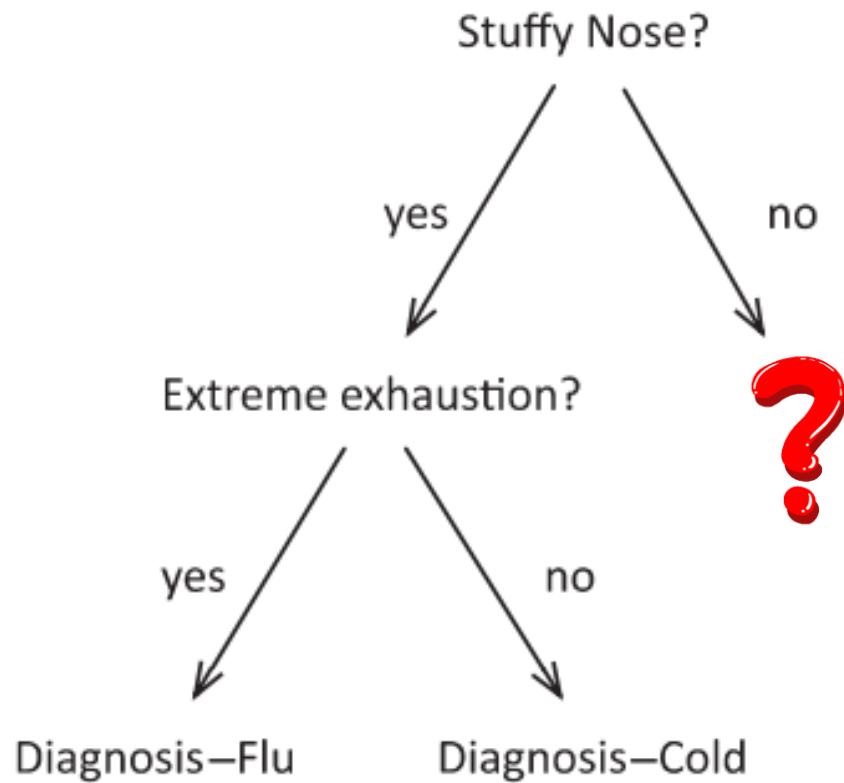 Stuffy Nose?
yes
no
Extreme exhaustion?
?
yes
no
Diagnosis–Flu
Diagnosis–Cold